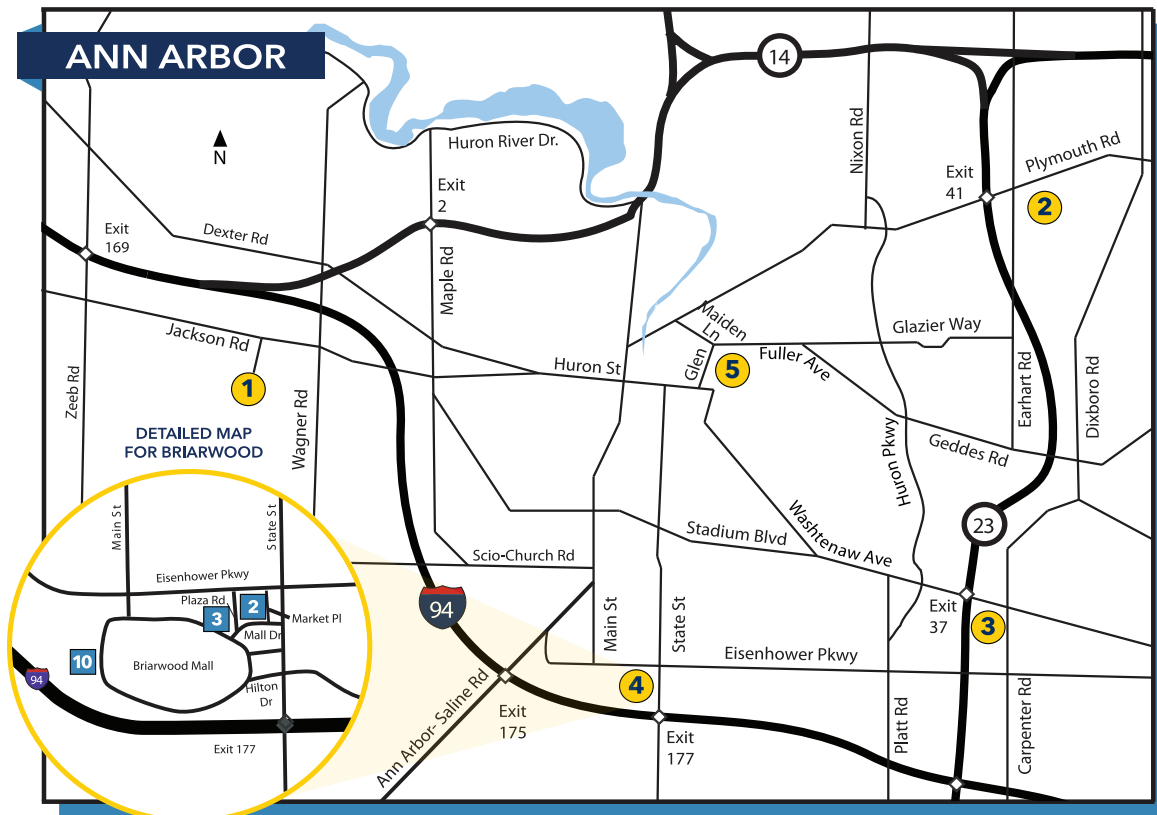 ANN ARBOR
14
N
Huron River Dr.
Nixon Rd
Exit
41
Plymouth Rd
2
Exit
2
Exit
169
Dexter Rd
Maple Rd
Jackson Rd
Maiden
Ln
Glazier Way
Huron St
Glen
5
Fuller Ave
1
Zeeb Rd
Wagner Rd
Earhart Rd
Dixboro Rd
DETAILED MAP
FOR BRIARWOOD
Geddes Rd
Huron Pkwy
Main St
State St
Stadium Blvd
Washtenaw Ave
23
Scio-Church Rd
Eisenhower Pkwy
Plaza Rd
2
3
Market Pl
Mall Dr
94
Main St
State St
Exit
37
3
10
Briarwood Mall
94
Hilton
Dr
Exit 177
Eisenhower Pkwy
4
Ann Arbor- Saline Rd
Exit
175
Exit
177
Platt Rd
Carpenter Rd